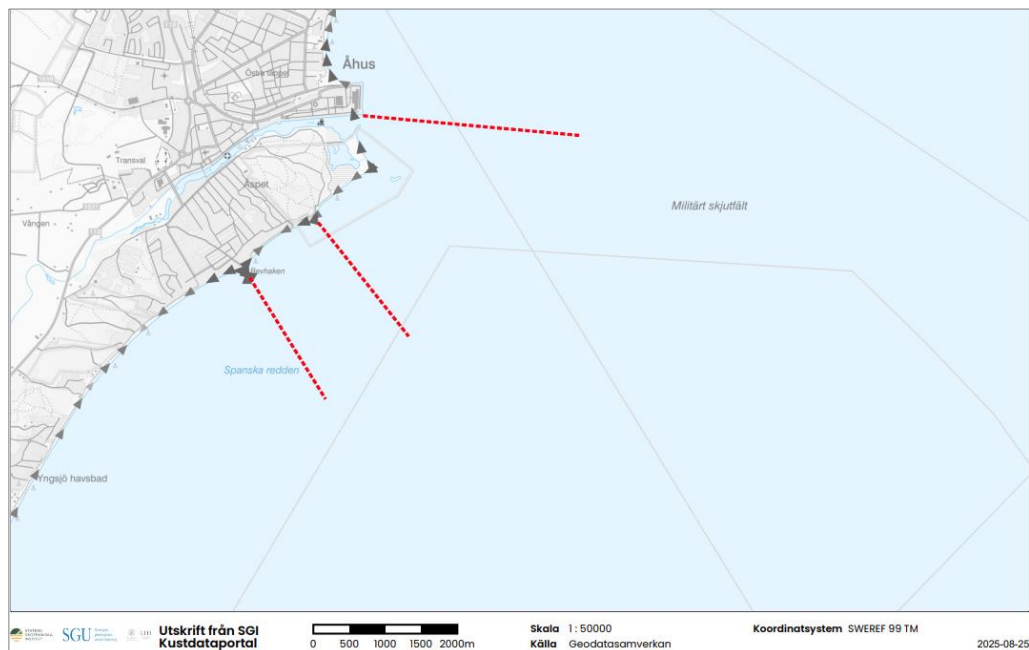 Åhus
Östra täppet
Transval
Äspet
Vången
Militärt skjutfält
Revhaken
Spanska redden
Yngsjö havsbad
SGU
Utskrift från SGI
Kustdataportal
0 500 1000 1500 2000m
Skala 1 : 50000
Källa Geodatasamverkan
Koordinatsystem SWEREF 99 TM
2025-08-25